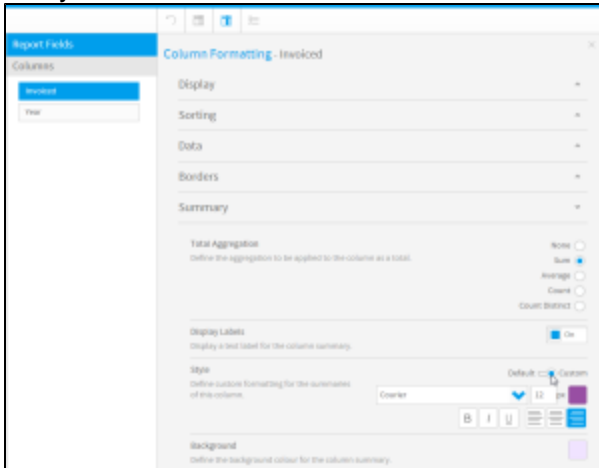 Report Fields
Columns
Invoiced
Year
Column Formatting - Invoiced
Display
Sorting
Data
Borders
Summary
Total Aggregation
Define the aggregation to be applied to the column as a total.
None
Sum
Average
Count
Count Distinct
Display Labels
Display a text label for the column summary.
On
Style
Define custom formatting for the summaries
of this column.
Default
Custom
Courier
12
px
B I U
Background
Define the background colour for the column summary.